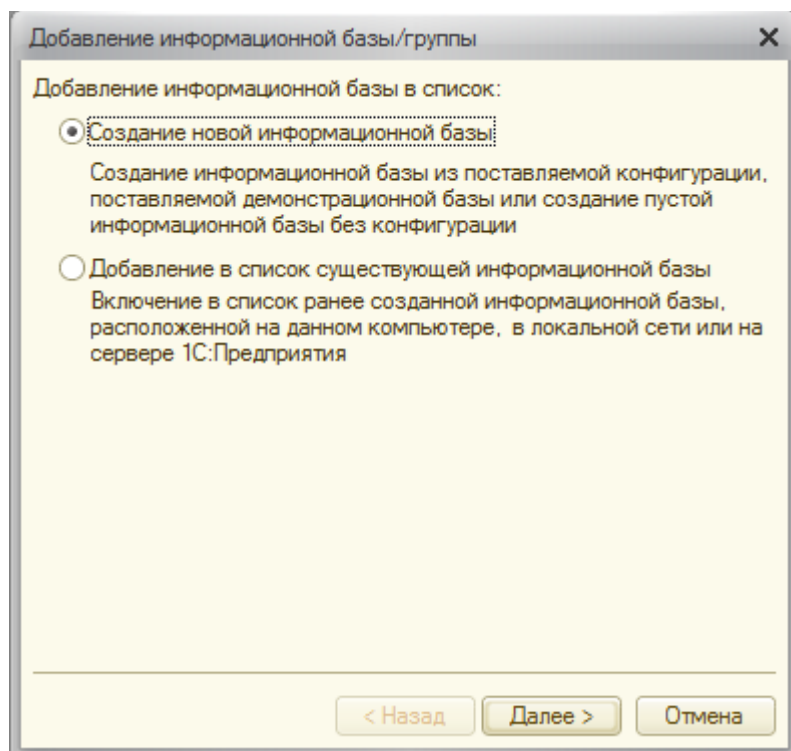 Добавление информационной базы/группы
Добавление информационной базы в список:
Создание новой информационной базы
Создание информационной базы из поставляемой конфигурации,
поставляемой демонстрационной базы или создание пустой
информационной базы без конфигурации
Добавление в список существующей информационной базы
Включение в список ранее созданной информационной базы,
расположенной на данном компьютере, в локальной сети или на
сервере 1С:Предприятия
< Назад Далее > Отмена